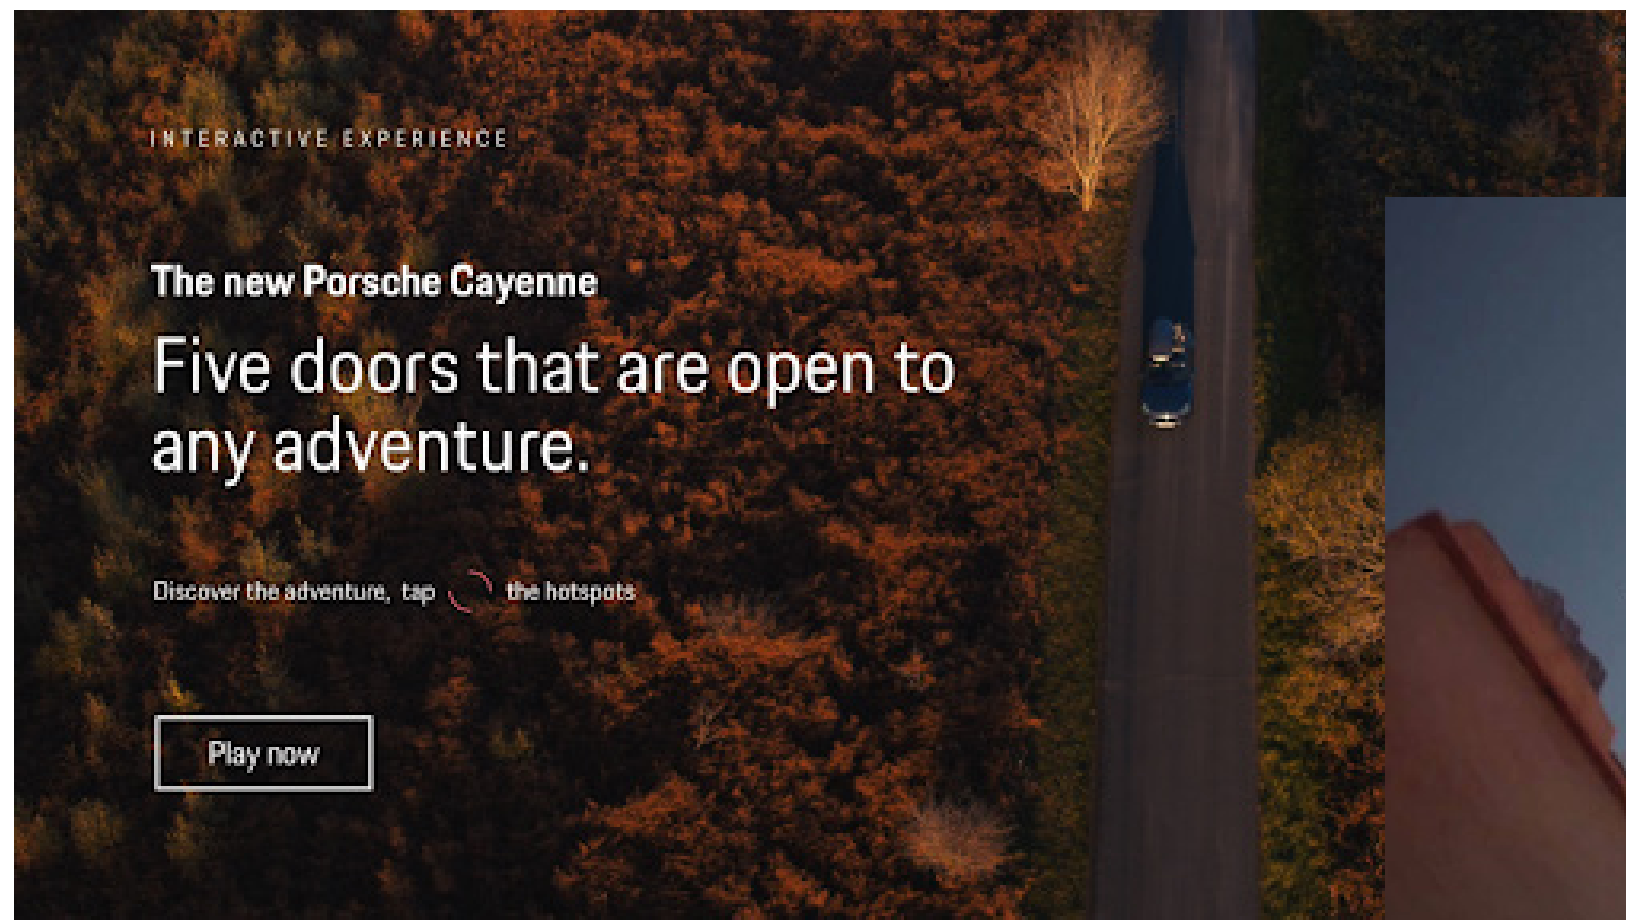 INTERACTIVE EXPERIENCE
The new Porsche Cayenne
Five doors that are open to
any adventure.
Discover the adventure, tap the hotspots
Play now